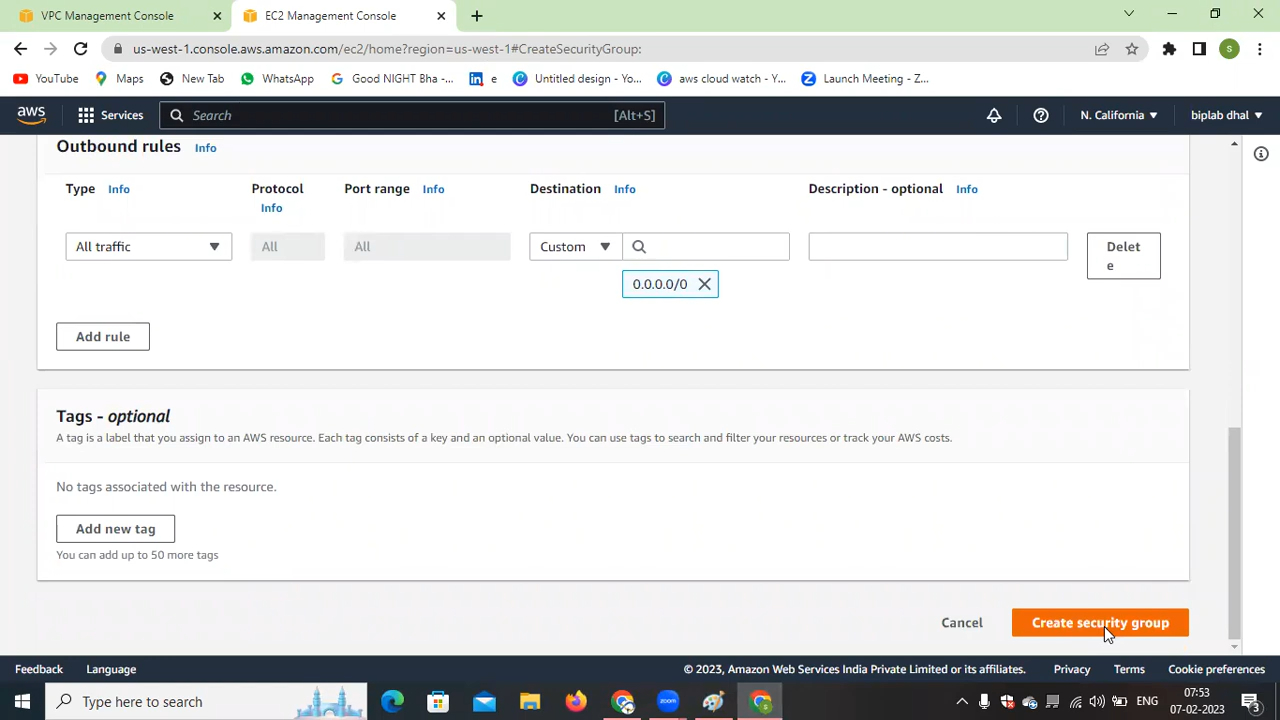 VPC Management Console
EC2 Management Console
us-west-1.console.aws.amazon.com/ec2/home?region=us-west-1#CreateSecurityGroup:
S
YouTube
Maps
New Tab
WhatsApp
Good NIGHT Bha -...
e
Untitled design - Yo...
aws cloud watch - Y...
Launch Meeting - Z...
aws
Services
Search
[Alt+S]
N. California
biplab dhal
Outbound rules
Info
Type
Info
Protocol
Info
Port range
Info
Destination
Info
Description - optional
Info
All traffic
All
All
Custom
Delet
e
0.0.0.0/0
Add rule
Tags - optional
A tag is a label that you assign to an AWS resource. Each tag consists of a key and an optional value. You can use tags to search and filter your resources or track your AWS costs.
No tags associated with the resource.
Add new tag
You can add up to 50 more tags
Cancel
Create security group
Feedback
Language
© 2023, Amazon Web Services India Private Limited or its affiliates.
Privacy
Terms
Cookie preferences
Type here to search
zoom
ENG
07:53
07-02-2023
3